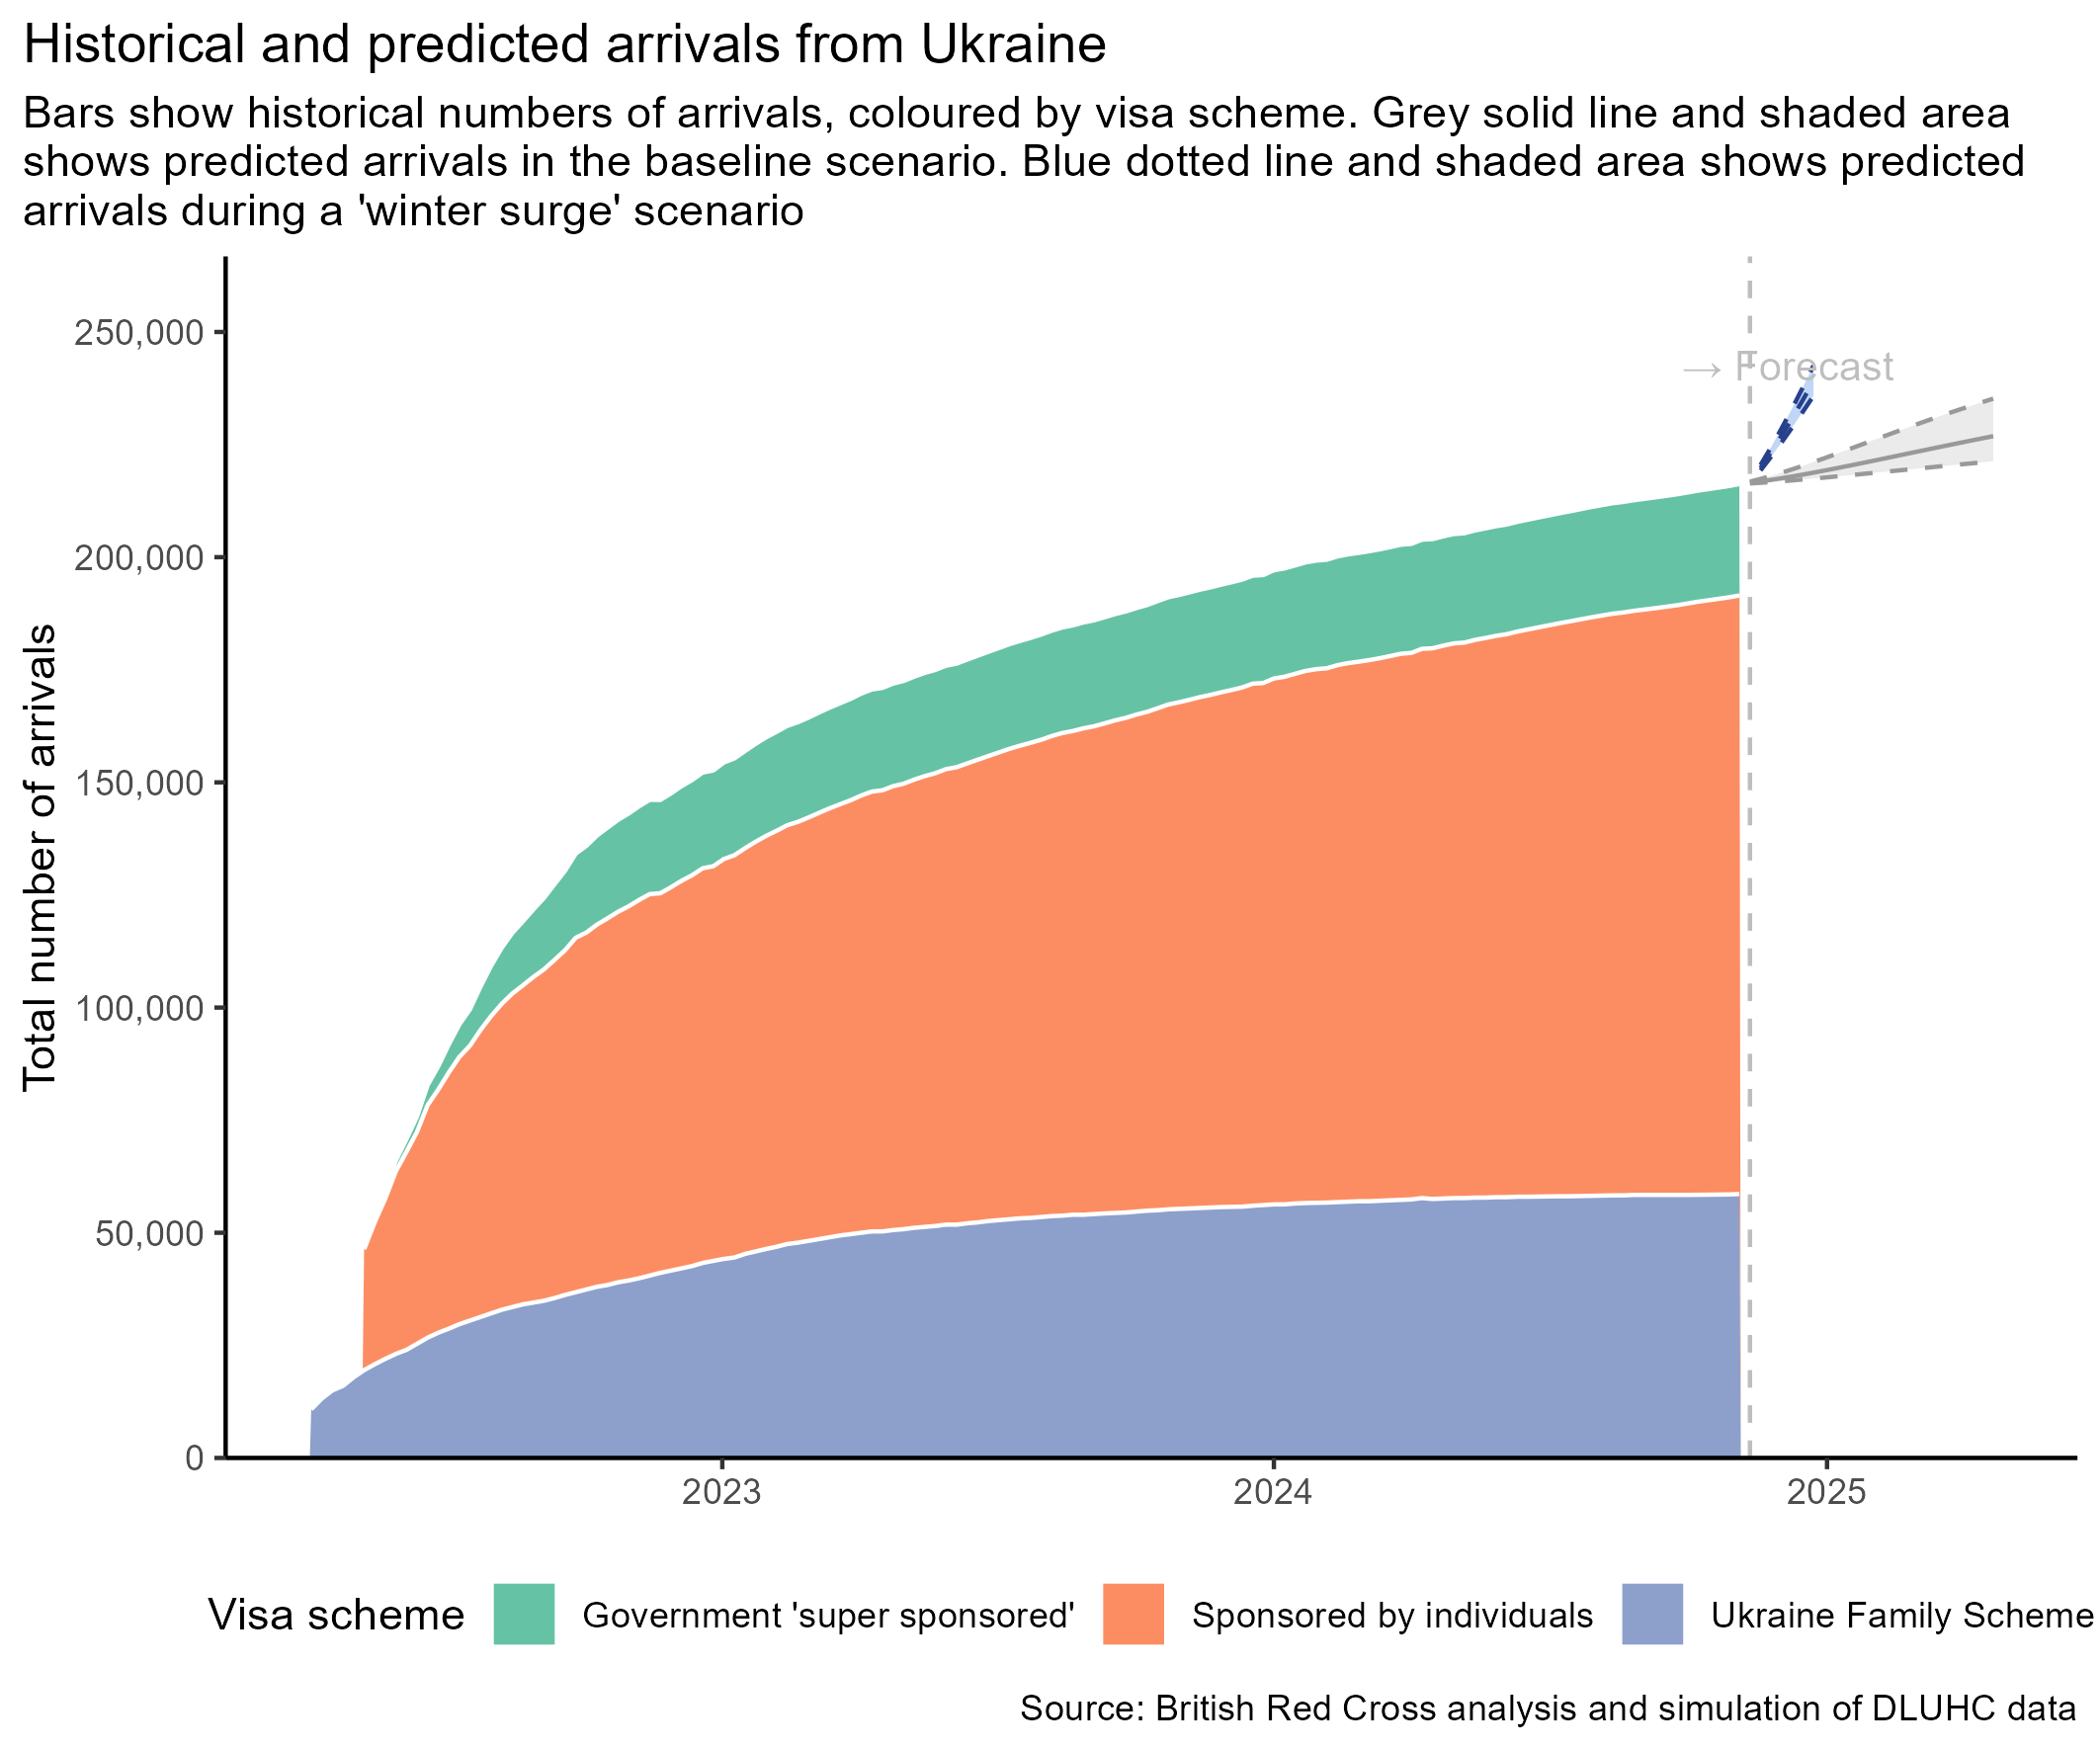 Historical and predicted arrivals from Ukraine
Bars show historical numbers of arrivals, coloured by visa scheme. Grey solid line and shaded area
shows predicted arrivals in the baseline scenario. Blue dotted line and shaded area shows predicted
arrivals during a 'winter surge' scenario
Total number of arrivals
250,000
200,000
150,000
100,000
50,000
0
→ Forecast
2023
2024
2025
Visa scheme
Government 'super sponsored'
Sponsored by individuals
Ukraine Family Scheme
Source: British Red Cross analysis and simulation of DLUHC data